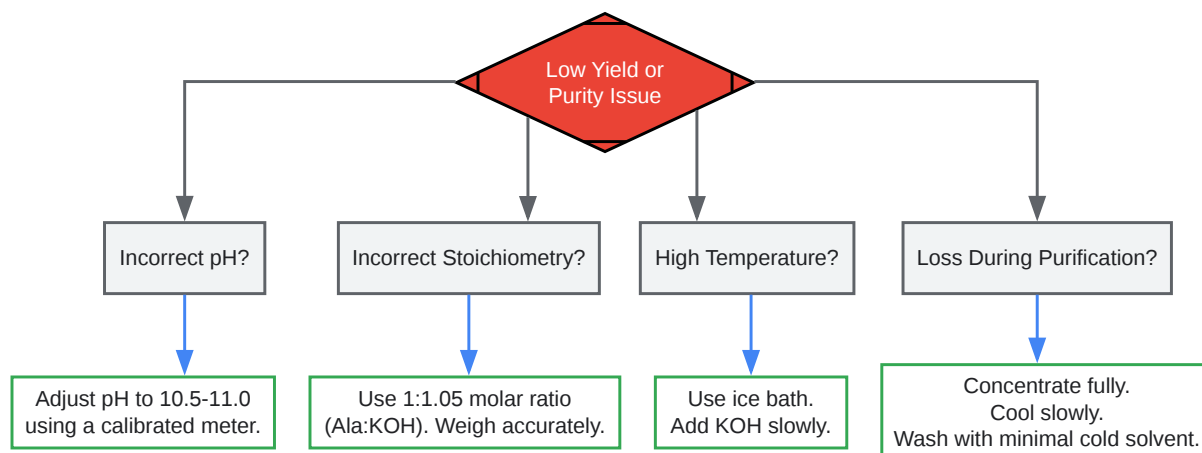 Low Yield or
Purity Issue
Incorrect pH?
Incorrect Stoichiometry?
High Temperature?
Loss During Purification?
Adjust pH to 10.5-11.0
using a calibrated meter.
Use 1:1.05 molar ratio
(Ala:KOH). Weigh accurately.
Use ice bath.
Add KOH slowly.
Concentrate fully.
Cool slowly.
Wash with minimal cold solvent.